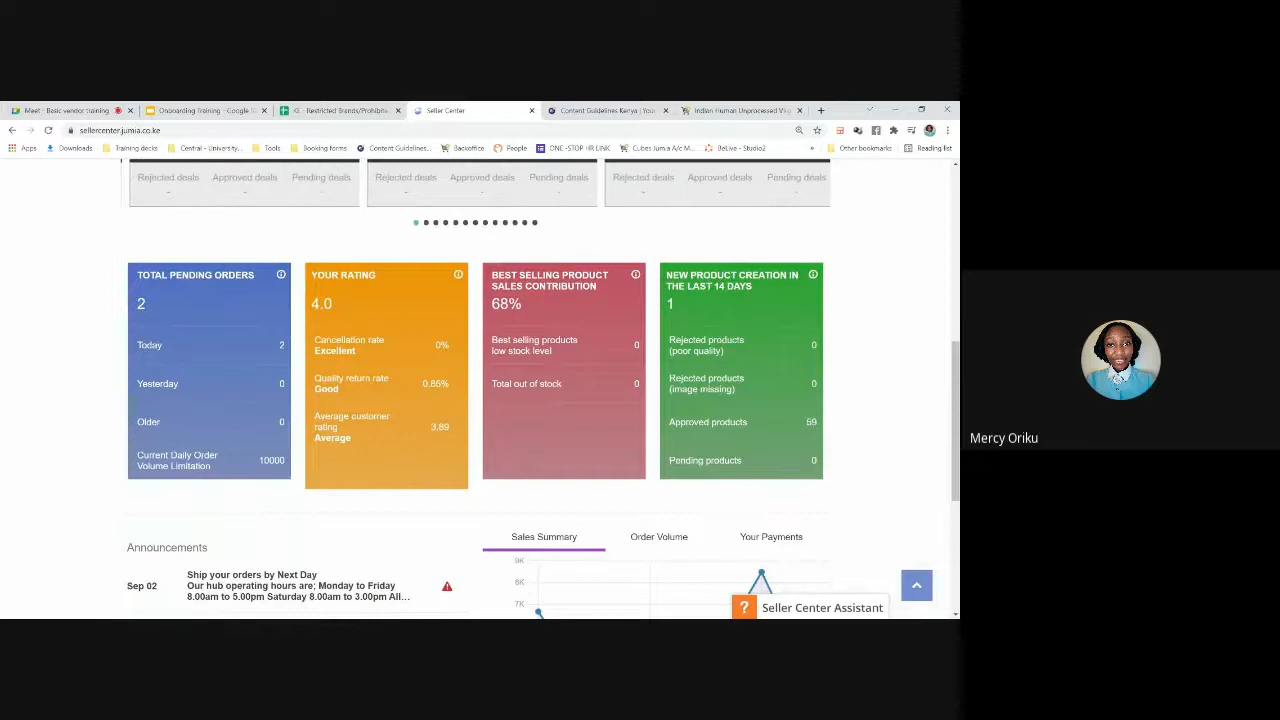 Meet - Basic vendor training
Onboarding Training - Google S
KE - Restricted Brands/Prohibite
Seller Center
Content Guidelines Kenya | You
Indian Human Unprocessed Vi
sellercenter.jumia.co.ke
Apps
Downloads
Training decks
Central - University...
Tools
Booking forms
Content Guidelines...
Backoffice
People
ONE -STOP HR LINK
Cubes Jumia A/c M...
BeLive - Studio2
»
Other bookmarks
Reading list
Rejected deals Approved deals Pending deals
Rejected deals Approved deals Pending deals
Rejected deals Approved deals Pending deals
- - -
- - -
- - -
TOTAL PENDING ORDERS
2
Today 2
Yesterday 0
Older 0
Current Daily Order
Volume Limitation 10000
YOUR RATING
4.0
Cancellation rate
Excellent 0%
Quality return rate
Good 0.85%
Average customer
rating 3.89
Average
BEST SELLING PRODUCT
SALES CONTRIBUTION
68%
Best selling products
low stock level 0
Total out of stock 0
NEW PRODUCT CREATION IN
THE LAST 14 DAYS
1
Rejected products
(poor quality) 0
Rejected products
(image missing) 0
Approved products 59
Pending products 0
Announcements
Sep 02
Ship your orders by Next Day
Our hub operating hours are; Monday to Friday
8.00am to 5.00pm Saturday 8.00am to 3.00pm All...
Sales Summary Order Volume Your Payments
9K
8K
7K
? Seller Center Assistant
Mercy Oriku